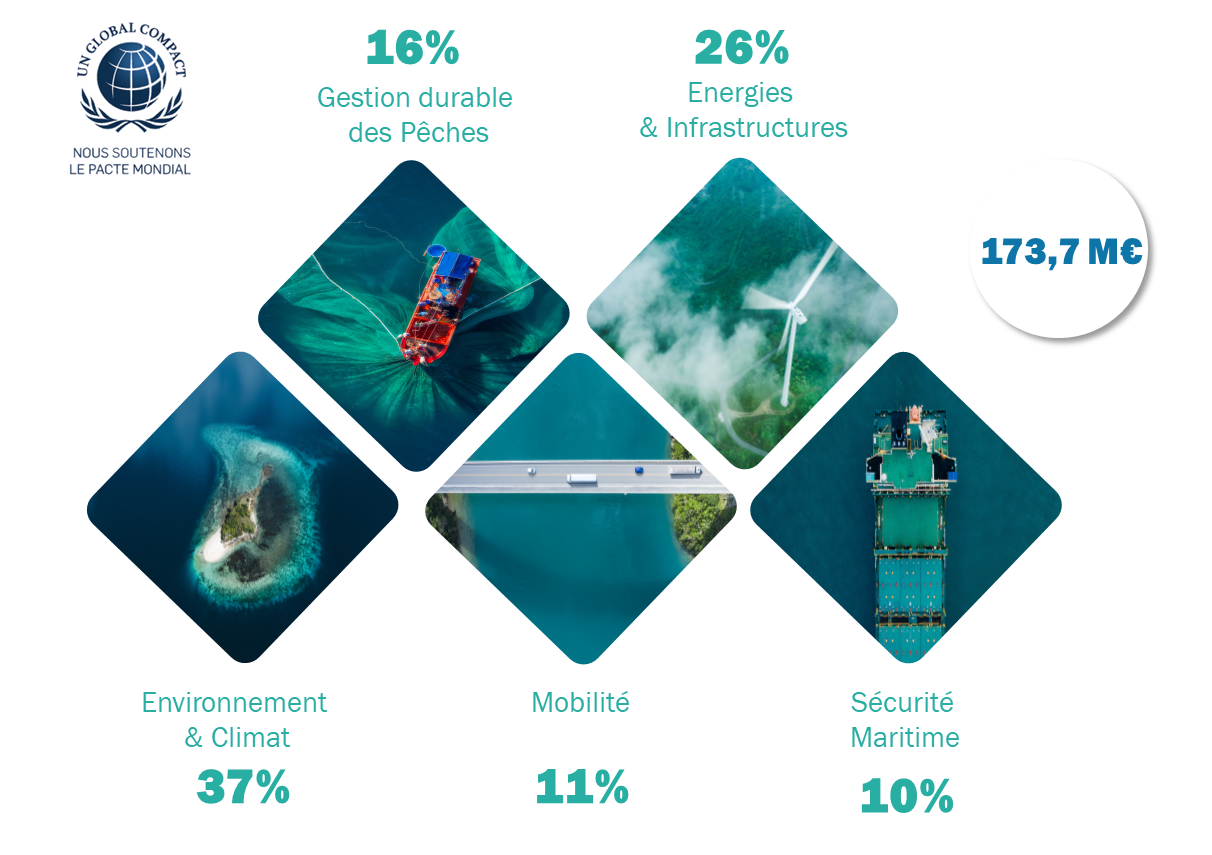 UN GLOBAL COMPACT
NOUS SOUTENONS
LE PACTE MONDIAL
16%
Gestion durable
des Pêches
26%
Energies
& Infrastructures
173,7 M€
Environnement
& Climat
37%
Mobilité
11%
Sécurité
Maritime
10%